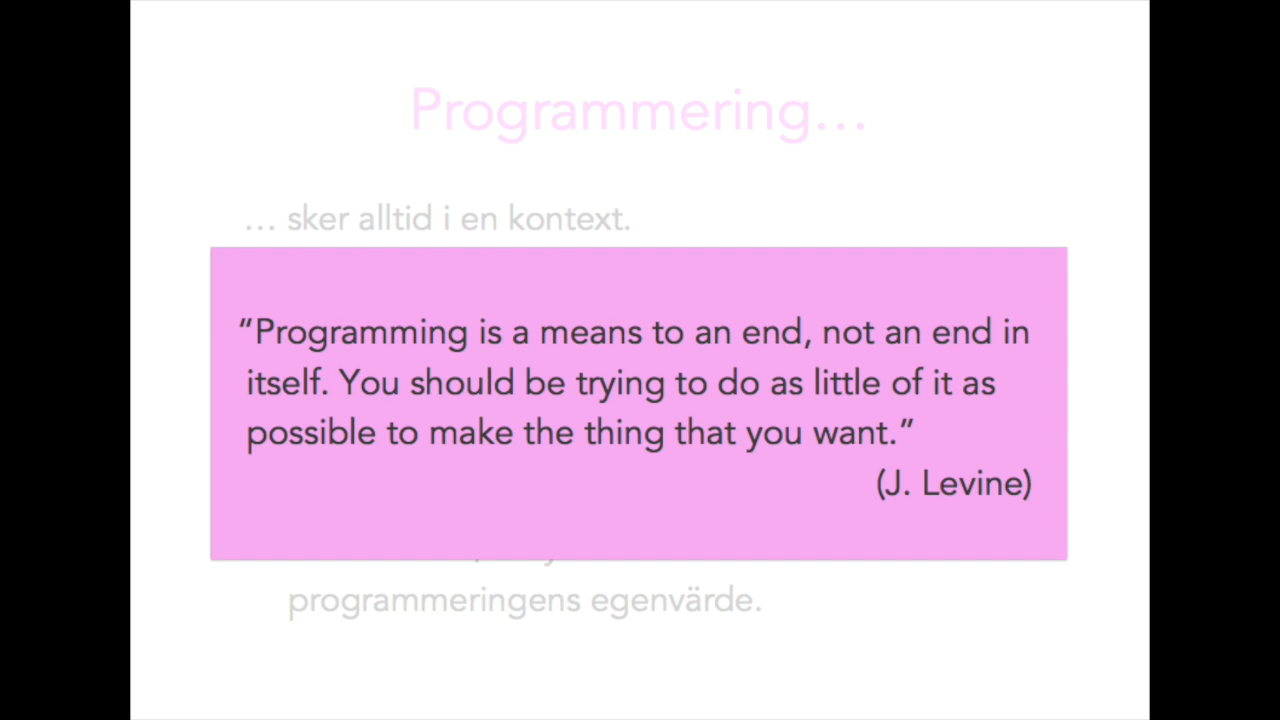 Programmering...
... sker alltid i en kontext.
“Programming is a means to an end, not an end in
itself. You should be trying to do as little of it as
possible to make the thing that you want.”
(J. Levine)
programmeringens egenvärde.